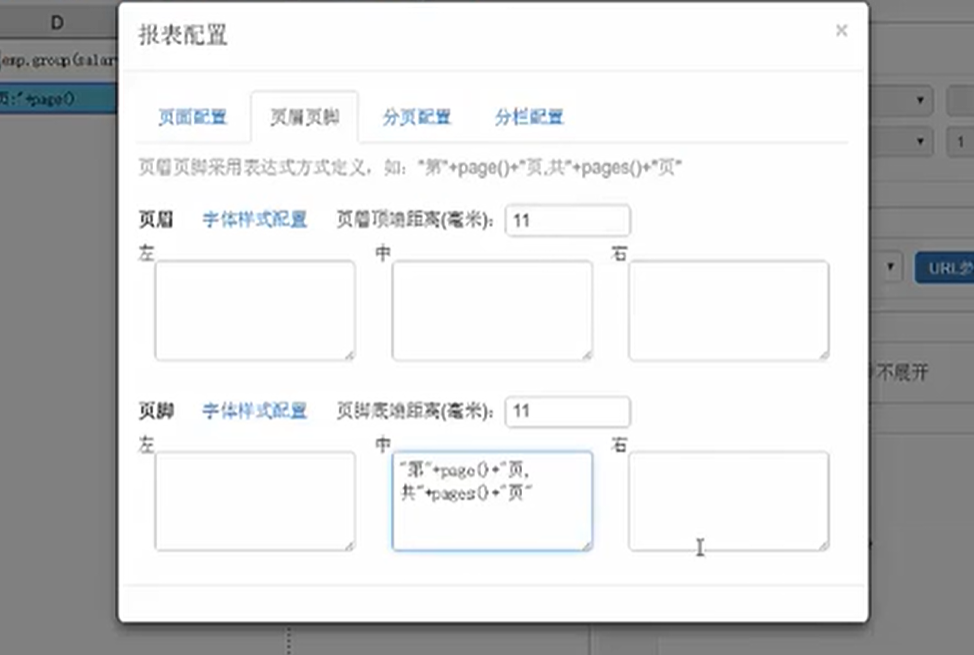 D
报表配置
×
emp.group(salar
页:"+page()
页面配置
页眉页脚
分页配置
分栏配置
页眉页脚采用表达式方式定义，如："第"+page()+"页,共"+pages()+"页"
1
页眉 字体样式配置 页眉顶端距离(毫米): 11
左 中 右
URL参
不展开
页脚 字体样式配置 页脚底端距离(毫米): 11
左 中 右
"第"+page()+"页,
共"+pages()+"页"